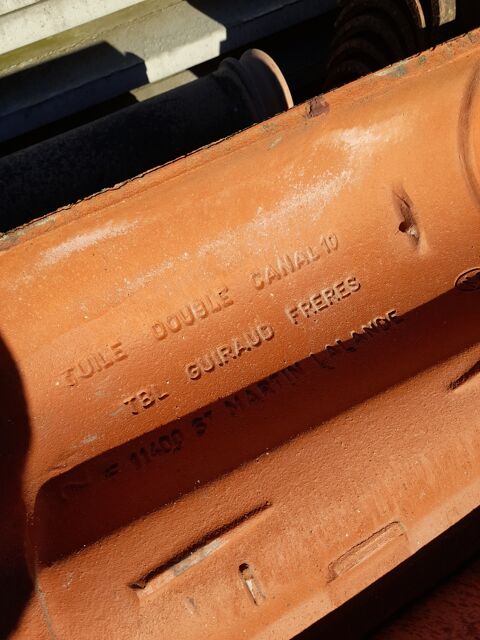 TUILE DOUBLE CANAL 10
TBL GUIRAUD FRERES
11400 ST MARTIN LALANDE